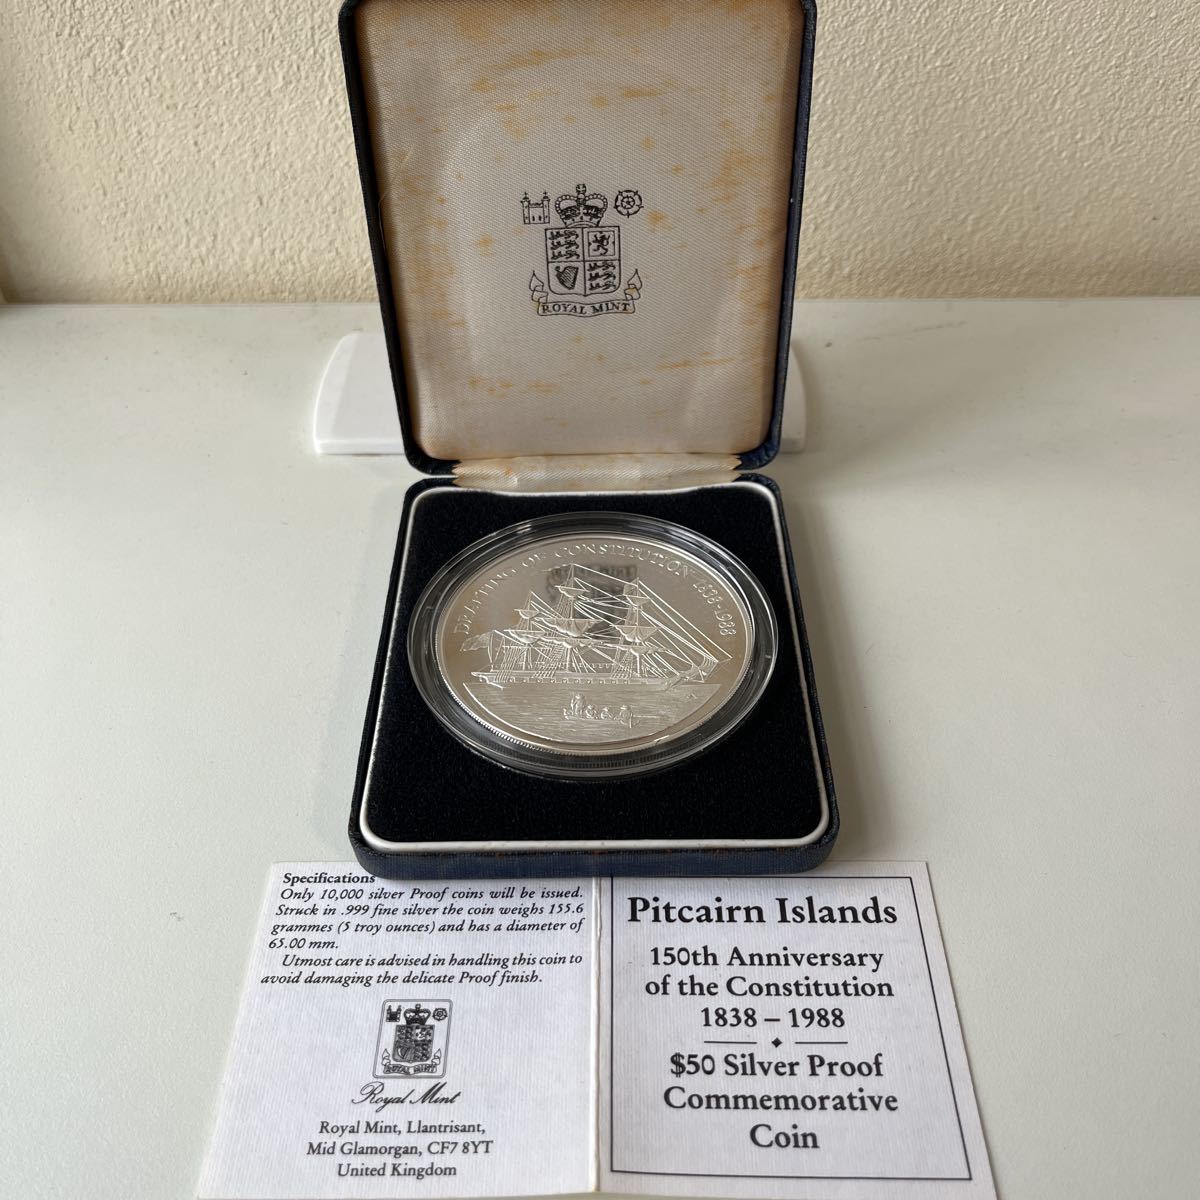 ROYAL MINT
DRAFTING OF CONSTITUTION 1838-1988
Specifications
Only 10,000 silver Proof coins will be issued.
Struck in .999 fine silver the coin weighs 155.6
grammes (5 troy ounces) and has a diameter of
65.00 mm.
Utmost care is advised in handling this coin to
avoid damaging the delicate Proof finish.
ROYAL MINT
Royal Mint
Royal Mint, Llantrisant,
Mid Glamorgan, CF7 8YT
United Kingdom
Pitcairn Islands
150th Anniversary
of the Constitution
1838 – 1988
$50 Silver Proof
Commemorative
Coin